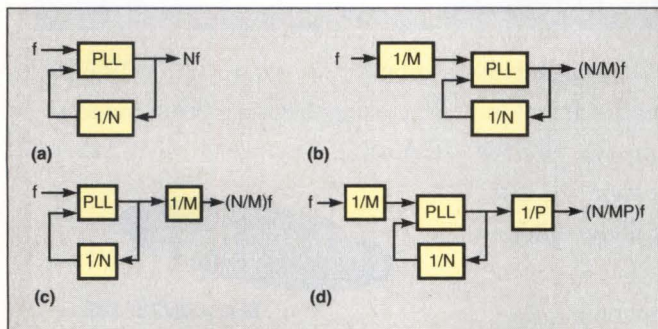 f
PLL
Nf
1/N
(a)
f
1/M
PLL
(N/M)f
1/N
(b)
f
PLL
1/M
(N/M)f
1/N
(c)
f
1/M
PLL
1/P
(N/MP)f
1/N
(d)